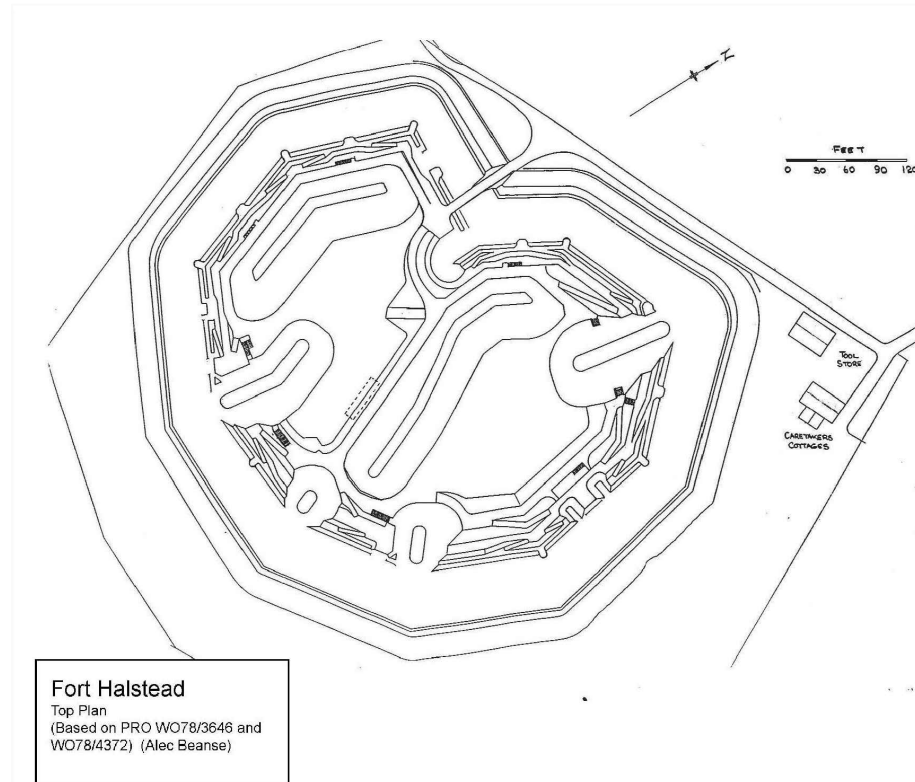 N
FEET
0 30 60 90 120
TOOL
STORE
CARETAKERS
COTTAGES
Fort Halstead
Top Plan
(Based on PRO WO78/3646 and
WO78/4372) (Alec Beanse)